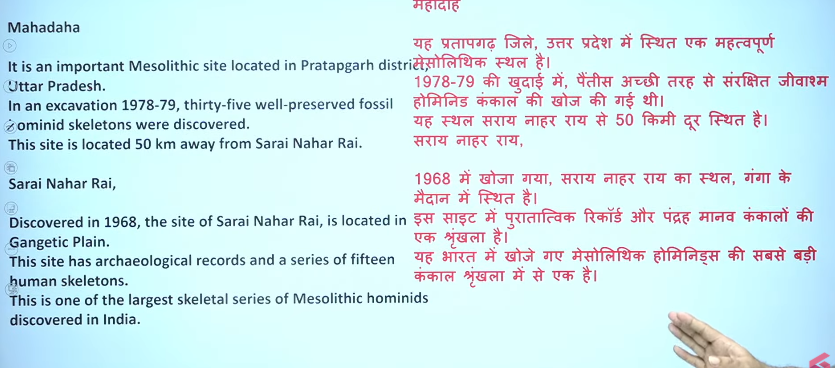 Mahadaha
It is an important Mesolithic site located in Pratapgarh district,
Uttar Pradesh.
In an excavation 1978-79, thirty-five well-preserved fossil
ominid skeletons were discovered.
This site is located 50 km away from Sarai Nahar Rai.
Sarai Nahar Rai,
Discovered in 1968, the site of Sarai Nahar Rai, is located in
Gangetic Plain.
This site has archaeological records and a series of fifteen
human skeletons.
This is one of the largest skeletal series of Mesolithic hominids
discovered in India.
महादाह
यह प्रतापगढ़ जिले, उत्तर प्रदेश में स्थित एक महत्वपूर्ण
मेसोलिथिक स्थल है।
1978-79 की खुदाई में, पैंतीस अच्छी तरह से संरक्षित जीवाश्म
होमिनिड कंकाल की खोज की गई थी।
यह स्थल सराय नाहर राय से 50 किमी दूर स्थित है।
सराय नाहर राय,
1968 में खोजा गया, सराय नाहर राय का स्थल, गंगा के
मैदान में स्थित है।
इस साइट में पुरातात्विक रिकॉर्ड और पंद्रह मानव कंकालों की
एक श्रृंखला है।
यह भारत में खोजे गए मेसोलिथिक होमिनिड्स की सबसे बड़ी
कंकाल श्रृंखला में से एक है।